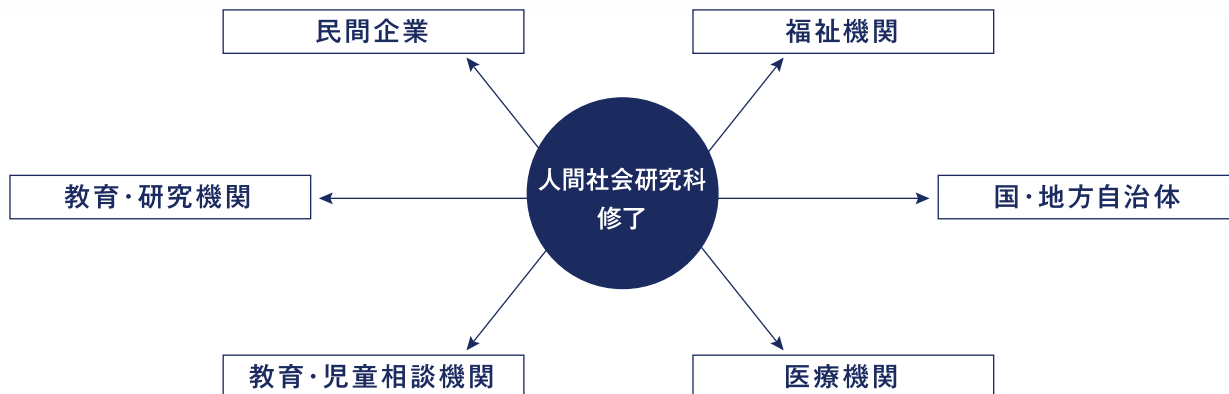 民間企業
福祉機関
人間社会研究科
修了
教育・研究機関
国・地方自治体
教育・児童相談機関
医療機関